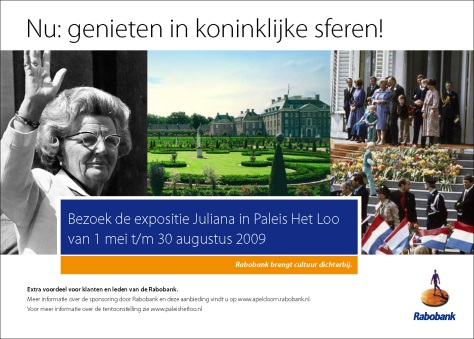 Nu: genieten in koninklijke sferen!
Bezoek de expositie Juliana in Paleis Het Loo
van 1 mei t/m 30 augustus 2009
Rabobank brengt cultuur dichterbij.
Extra voordeel voor klanten en leden van de Rabobank.
Meer informatie over de sponsoring door Rabobank en deze aanbieding vindt u op www.apeldoorn.rabobank.nl.
Voor meer informatie over de tentoonstelling zie www.paleishetloo.nl
Rabobank